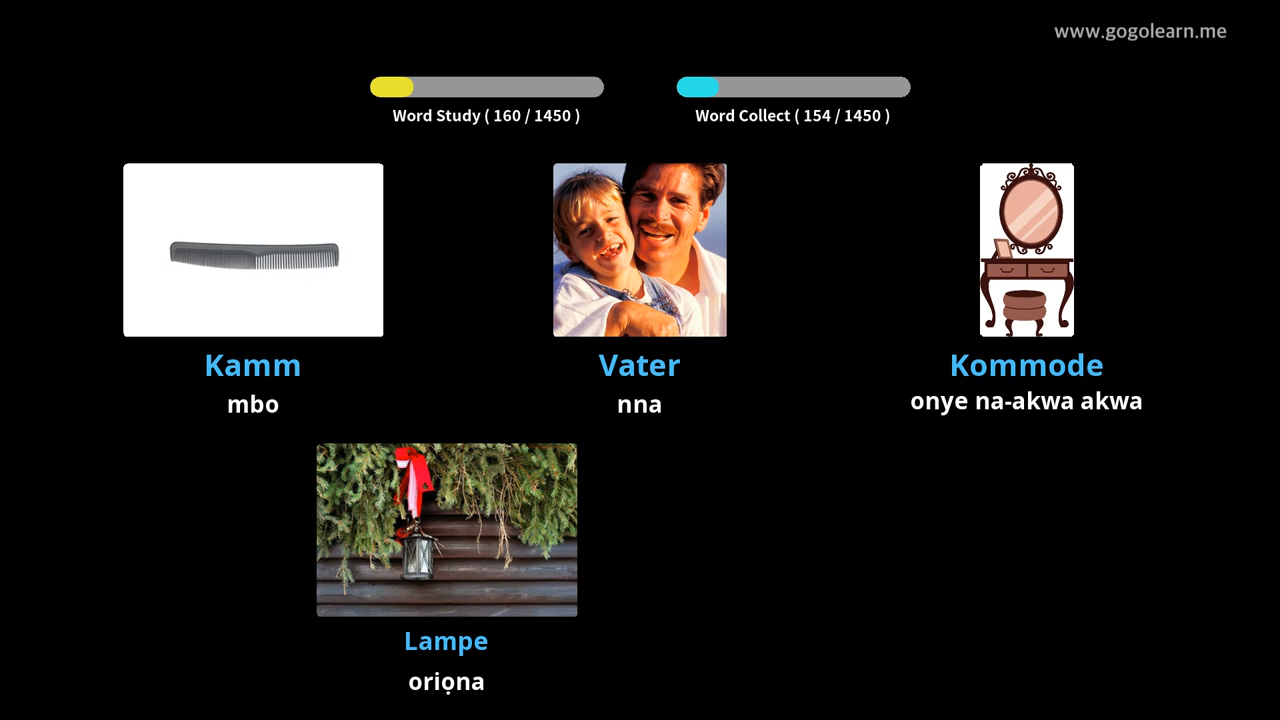 www.gogolearn.me
Word Study ( 160 / 1450 )
Word Collect ( 154 / 1450 )
Kamm
mbo
Vater
nna
Kommode
onye na-akwa akwa
Lampe
oriọna